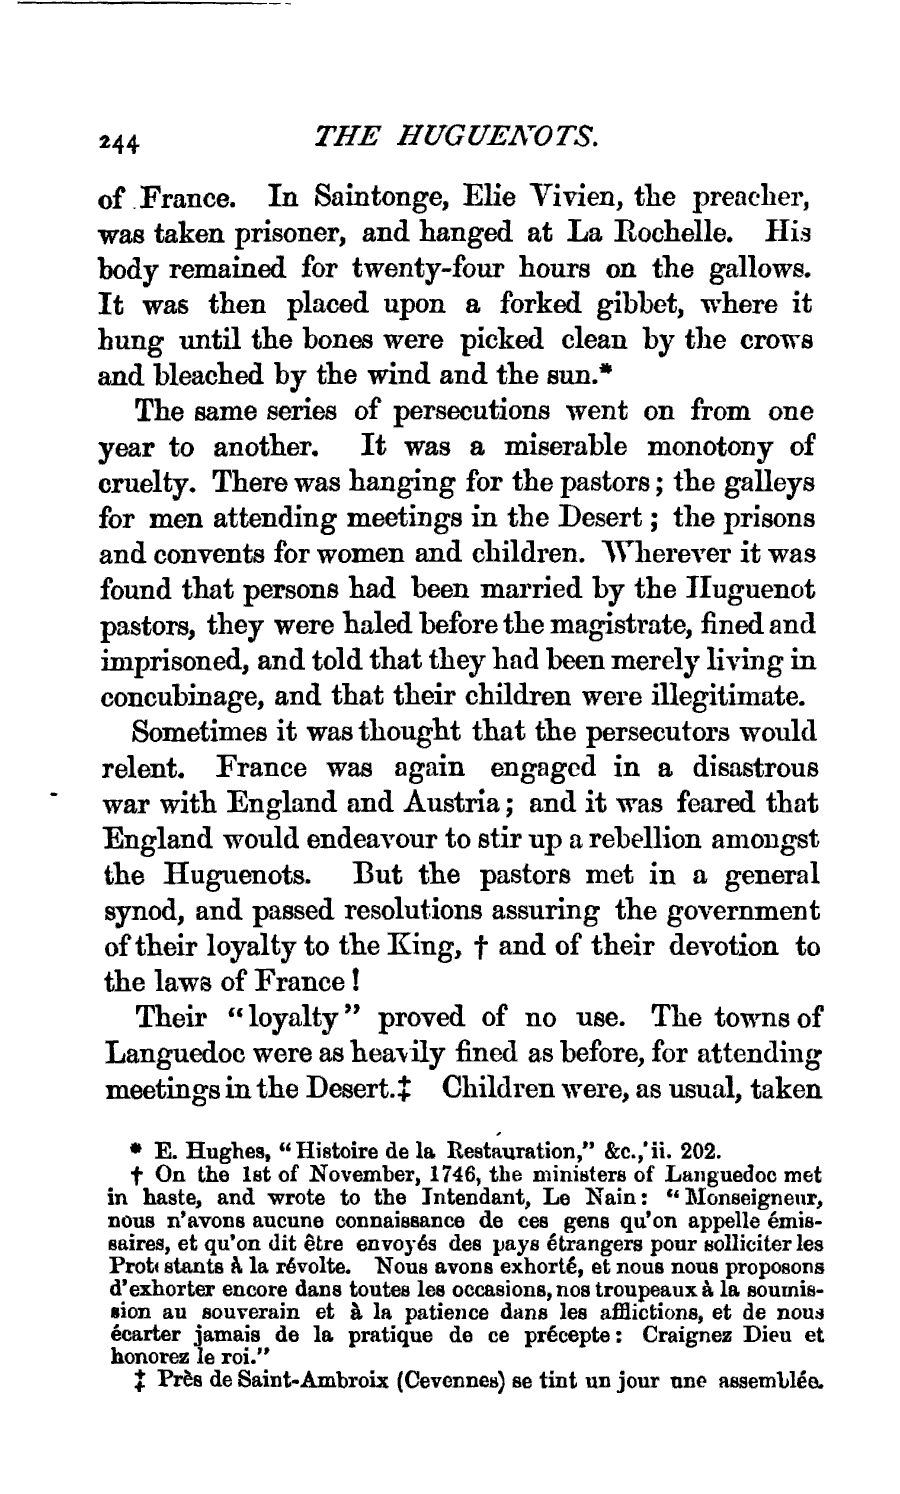 244 THE HUGUENOTS.
of France. In Saintonge, Elie Vivien, the preacher,
was taken prisoner, and hanged at La Rochelle. His
body remained for twenty-four hours on the gallows.
It was then placed upon a forked gibbet, where it
hung until the bones were picked clean by the crows
and bleached by the wind and the sun.*
The same series of persecutions went on from one
year to another. It was a miserable monotony of
cruelty. There was hanging for the pastors; the galleys
for men attending meetings in the Desert; the prisons
and convents for women and children. Wherever it was
found that persons had been married by the Huguenot
pastors, they were haled before the magistrate, fined and
imprisoned, and told that they had been merely living in
concubinage, and that their children were illegitimate.
Sometimes it was thought that the persecutors would
relent. France was again engaged in a disastrous
war with England and Austria; and it was feared that
England would endeavour to stir up a rebellion amongst
the Huguenots. But the pastors met in a general
synod, and passed resolutions assuring the government
of their loyalty to the King, † and of their devotion to
the laws of France!
Their “loyalty” proved of no use. The towns of
Languedoc were as heavily fined as before, for attending
meetings in the Desert.‡ Children were, as usual, taken
* E. Hughes, “Histoire de la Restauration,” &c., ii. 202.
† On the 1st of November, 1746, the ministers of Languedoc met
in haste, and wrote to the Intendant, Le Nain: “Monseigneur,
nous n'avons aucune connaissance de ces gens qu'on appelle émis-
saires, et qu'on dit être envoyés des pays étrangers pour solliciter les
Protestants à la révolte. Nous avons exhorté, et nous nous proposons
d'exhorter encore dans toutes les occasions, nos troupeaux à la soumis-
sion au souverain et à la patience dans les afflictions, et de nous
écarter jamais de la pratique de ce précepte: Craignez Dieu et
honorez le roi.”
‡ Près de Saint-Ambroix (Cevennes) se tint un jour une assemblée.